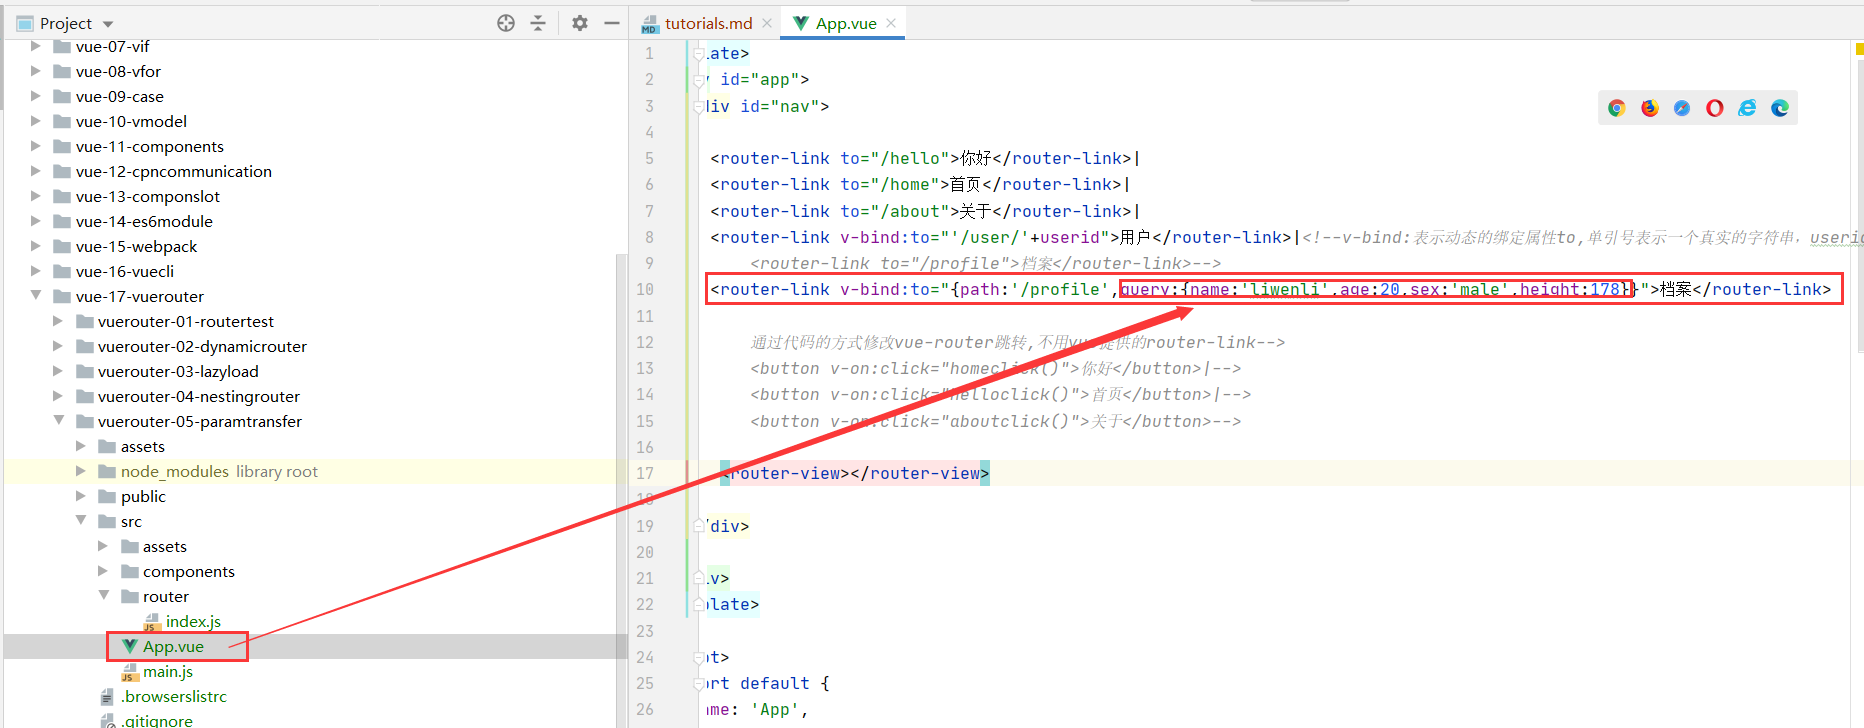 Project
vue-07-vif
vue-08-vfor
vue-09-case
vue-10-vmodel
vue-11-components
vue-12-cpncommunication
vue-13-componslot
vue-14-es6module
vue-15-webpack
vue-16-vuecli
vue-17-vuerouter
vuerouter-01-routertest
vuerouter-02-dynamicrouter
vuerouter-03-lazyload
vuerouter-04-nestingrouter
vuerouter-05-paramtransfer
assets
node_modules library root
public
src
assets
components
router
index.js
App.vue
main.js
.browserslistrc
.gitignore
tutorials.md
App.vue
1 late>
2 id="app">
3 div id="nav">
4
5 <router-link to="/hello">你好</router-link>|
6 <router-link to="/home">首页</router-link>|
7 <router-link to="/about">关于</router-link>|
8 <router-link v-bind:to="'/user/'+userid">用户</router-link>|<!--v-bind:表示动态的绑定属性to,单引号表示一个真实的字符串，userid
9 <router-link to="/profile">档案</router-link>-->
10 <router-link v-bind:to="{path:'/profile',query:{name:'liwenli',age:20,sex:'male',height:178}}">档案</router-link>
11
12 通过代码的方式修改vue-router跳转,不用vue提供的router-link-->
13 <button v-on:click="homeclick()">你好</button>|-->
14 <button v-on:click="helloclick()">首页</button>|-->
15 <button v-on:click="aboutclick()">关于</button>-->
16
17 <router-view></router-view>
18
19 /div>
20
21 iv>
22 plate>
23
24 pt>
25 ort default {
26 ame: 'App',